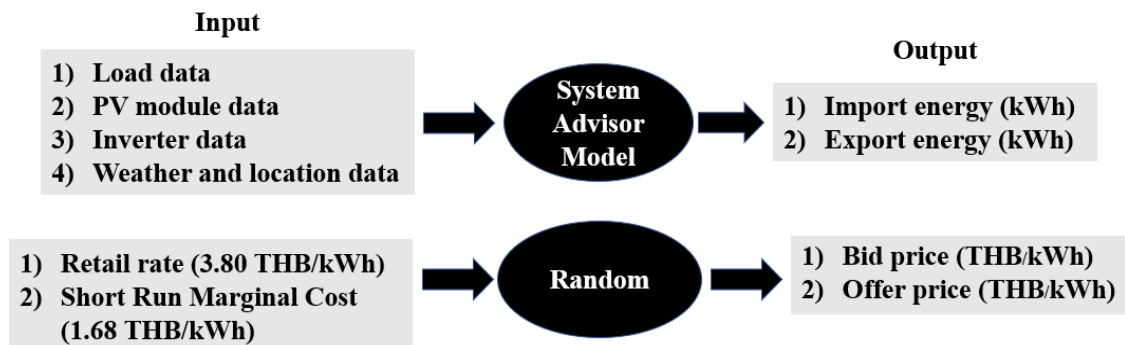 Input
1) Load data
2) PV module data
3) Inverter data
4) Weather and location data
System
Advisor
Model
Output
1) Import energy (kWh)
2) Export energy (kWh)
1) Retail rate (3.80 THB/kWh)
2) Short Run Marginal Cost
(1.68 THB/kWh)
Random
1) Bid price (THB/kWh)
2) Offer price (THB/kWh)